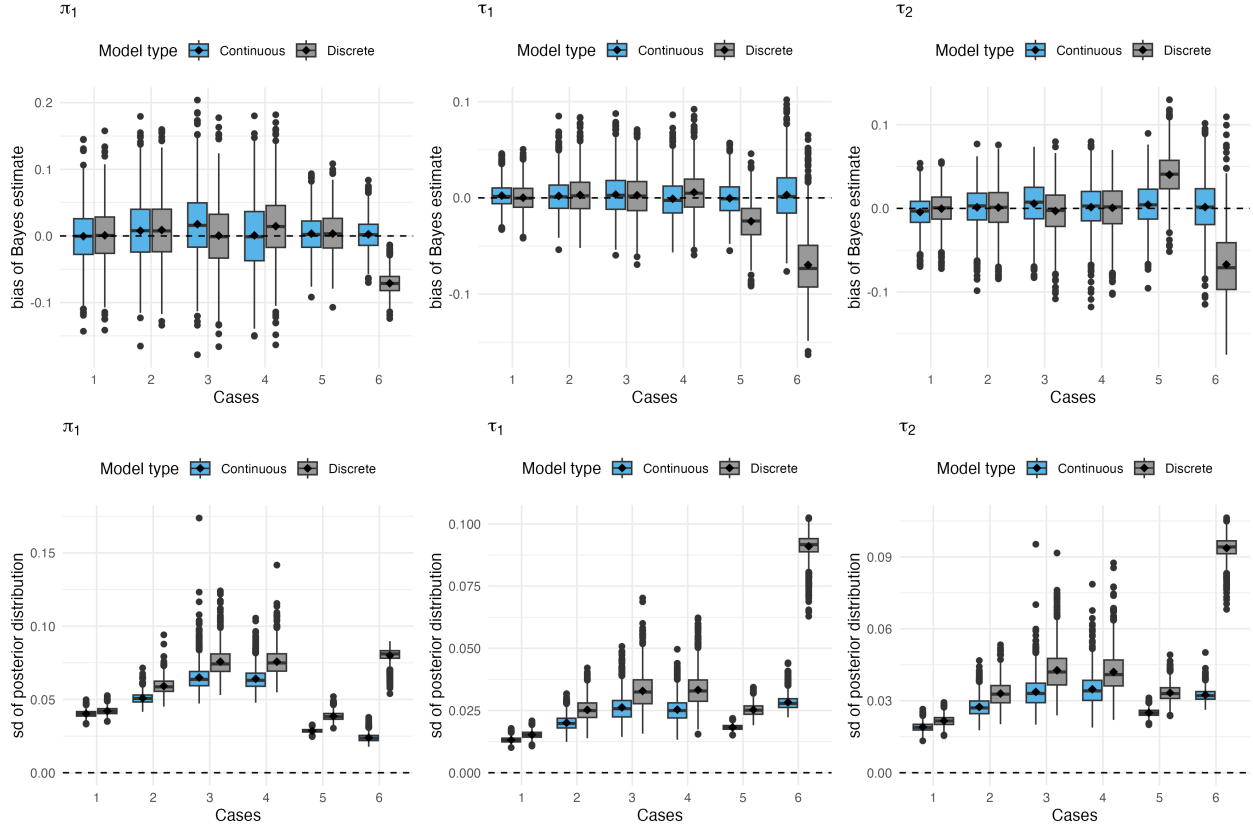 π1
Model type Continuous Discrete
bias of Bayes estimate
0.2
0.1
0.0
-0.1
1 2 3 4 5 6
Cases
τ1
Model type Continuous Discrete
bias of Bayes estimate
0.1
0.0
-0.1
1 2 3 4 5 6
Cases
τ2
Model type Continuous Discrete
bias of Bayes estimate
0.1
0.0
-0.1
1 2 3 4 5 6
Cases
π1
Model type Continuous Discrete
sd of posterior distribution
0.15
0.10
0.05
0.00
1 2 3 4 5 6
Cases
τ1
Model type Continuous Discrete
sd of posterior distribution
0.100
0.075
0.050
0.025
0.000
1 2 3 4 5 6
Cases
τ2
Model type Continuous Discrete
sd of posterior distribution
0.09
0.06
0.03
0.00
1 2 3 4 5 6
Cases